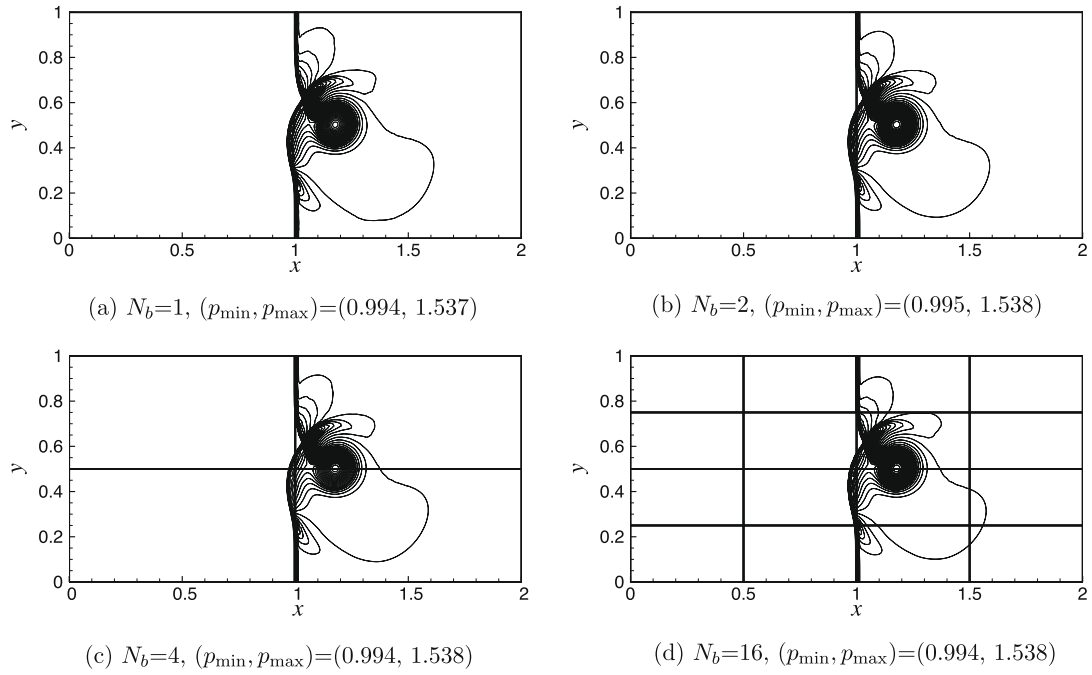 1
0.8
0.6
y
0.4
0.2
0
0 0.5 1 1.5 2
x
(a) N_b=1, (p_min, p_max)=(0.994, 1.537)
1
0.8
0.6
y
0.4
0.2
0
0 0.5 1 1.5 2
x
(b) N_b=2, (p_min, p_max)=(0.995, 1.538)
1
0.8
0.6
y
0.4
0.2
0
0 0.5 1 1.5 2
x
(c) N_b=4, (p_min, p_max)=(0.994, 1.538)
1
0.8
0.6
y
0.4
0.2
0
0 0.5 1 1.5 2
x
(d) N_b=16, (p_min, p_max)=(0.994, 1.538)